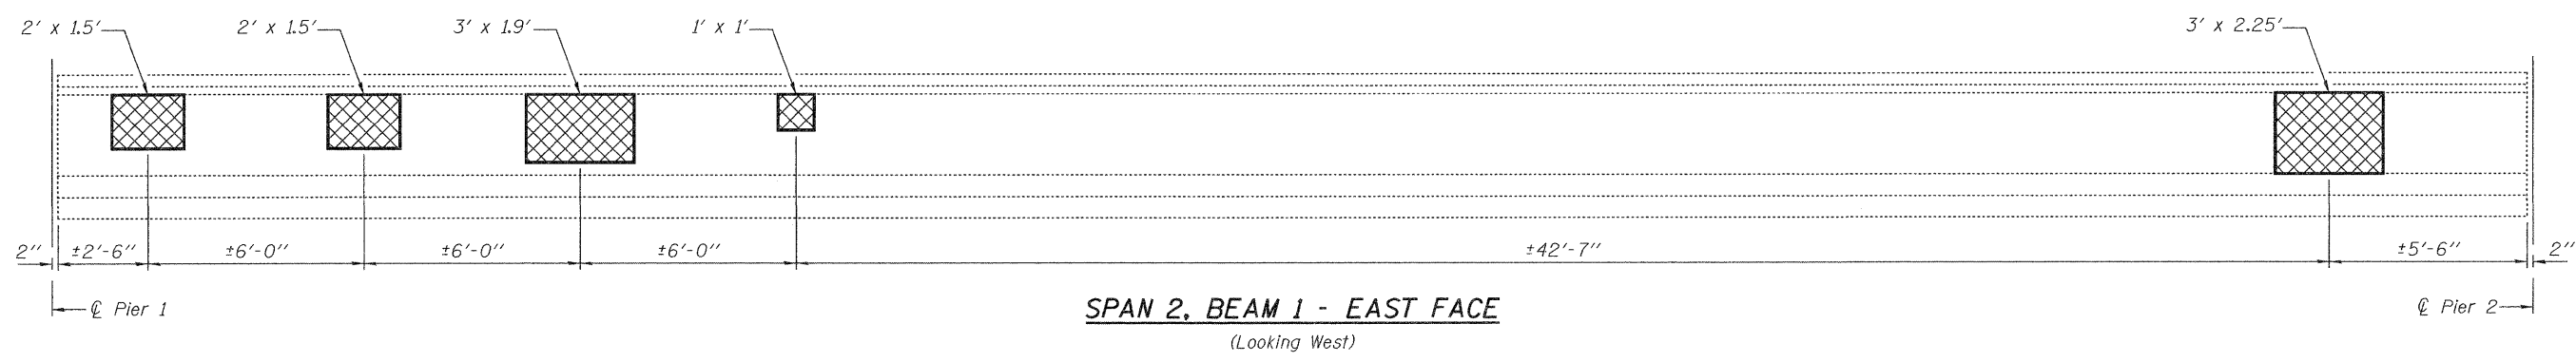 2' x 1.5' 2' x 1.5' 3' x 1.9' 1' x 1' 3' x 2.25'
2" ±2'-6" ±6'-0" ±6'-0" ±6'-0" ±42'-7" ±5'-6" 2"
℄ Pier 1 ℄ Pier 2
SPAN 2, BEAM 1 - EAST FACE
(Looking West)